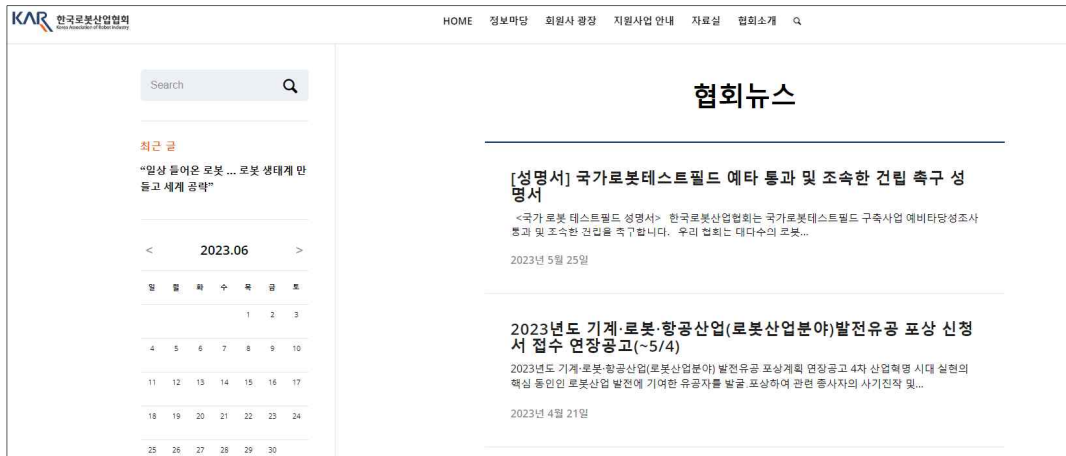 KAR 한국로봇산업협회
Korea Association of Robot Industry
HOME 정보마당 회원사 광장 지원사업 안내 자료실 협회소개
Search
최근 글
“일상 들어온 로봇 ... 로봇 생태계 만
들고 세계 공략”
< 2023.06 >
일 월 화 수 목 금 토
1 2 3
4 5 6 7 8 9 10
11 12 13 14 15 16 17
18 19 20 21 22 23 24
25 26 27 28 29 30
협회뉴스
[성명서] 국가로봇테스트필드 예타 통과 및 조속한 건립 촉구 성
명서
<국가 로봇 테스트필드 성명서> 한국로봇산업협회는 국가로봇테스트필드 구축사업 예비타당성조사
통과 및 조속한 건립을 촉구합니다. 우리 협회는 대다수의 로봇...
2023년 5월 25일
2023년도 기계·로봇·항공산업(로봇산업분야)발전유공 포상 신청
서 접수 연장공고(~5/4)
2023년도 기계·로봇·항공산업(로봇산업분야) 발전유공 포상계획 연장공고 4차 산업혁명 시대 실현의
핵심 동인인 로봇산업 발전에 기여한 유공자를 발굴 포상하여 관련 종사자의 사기진작 및...
2023년 4월 21일